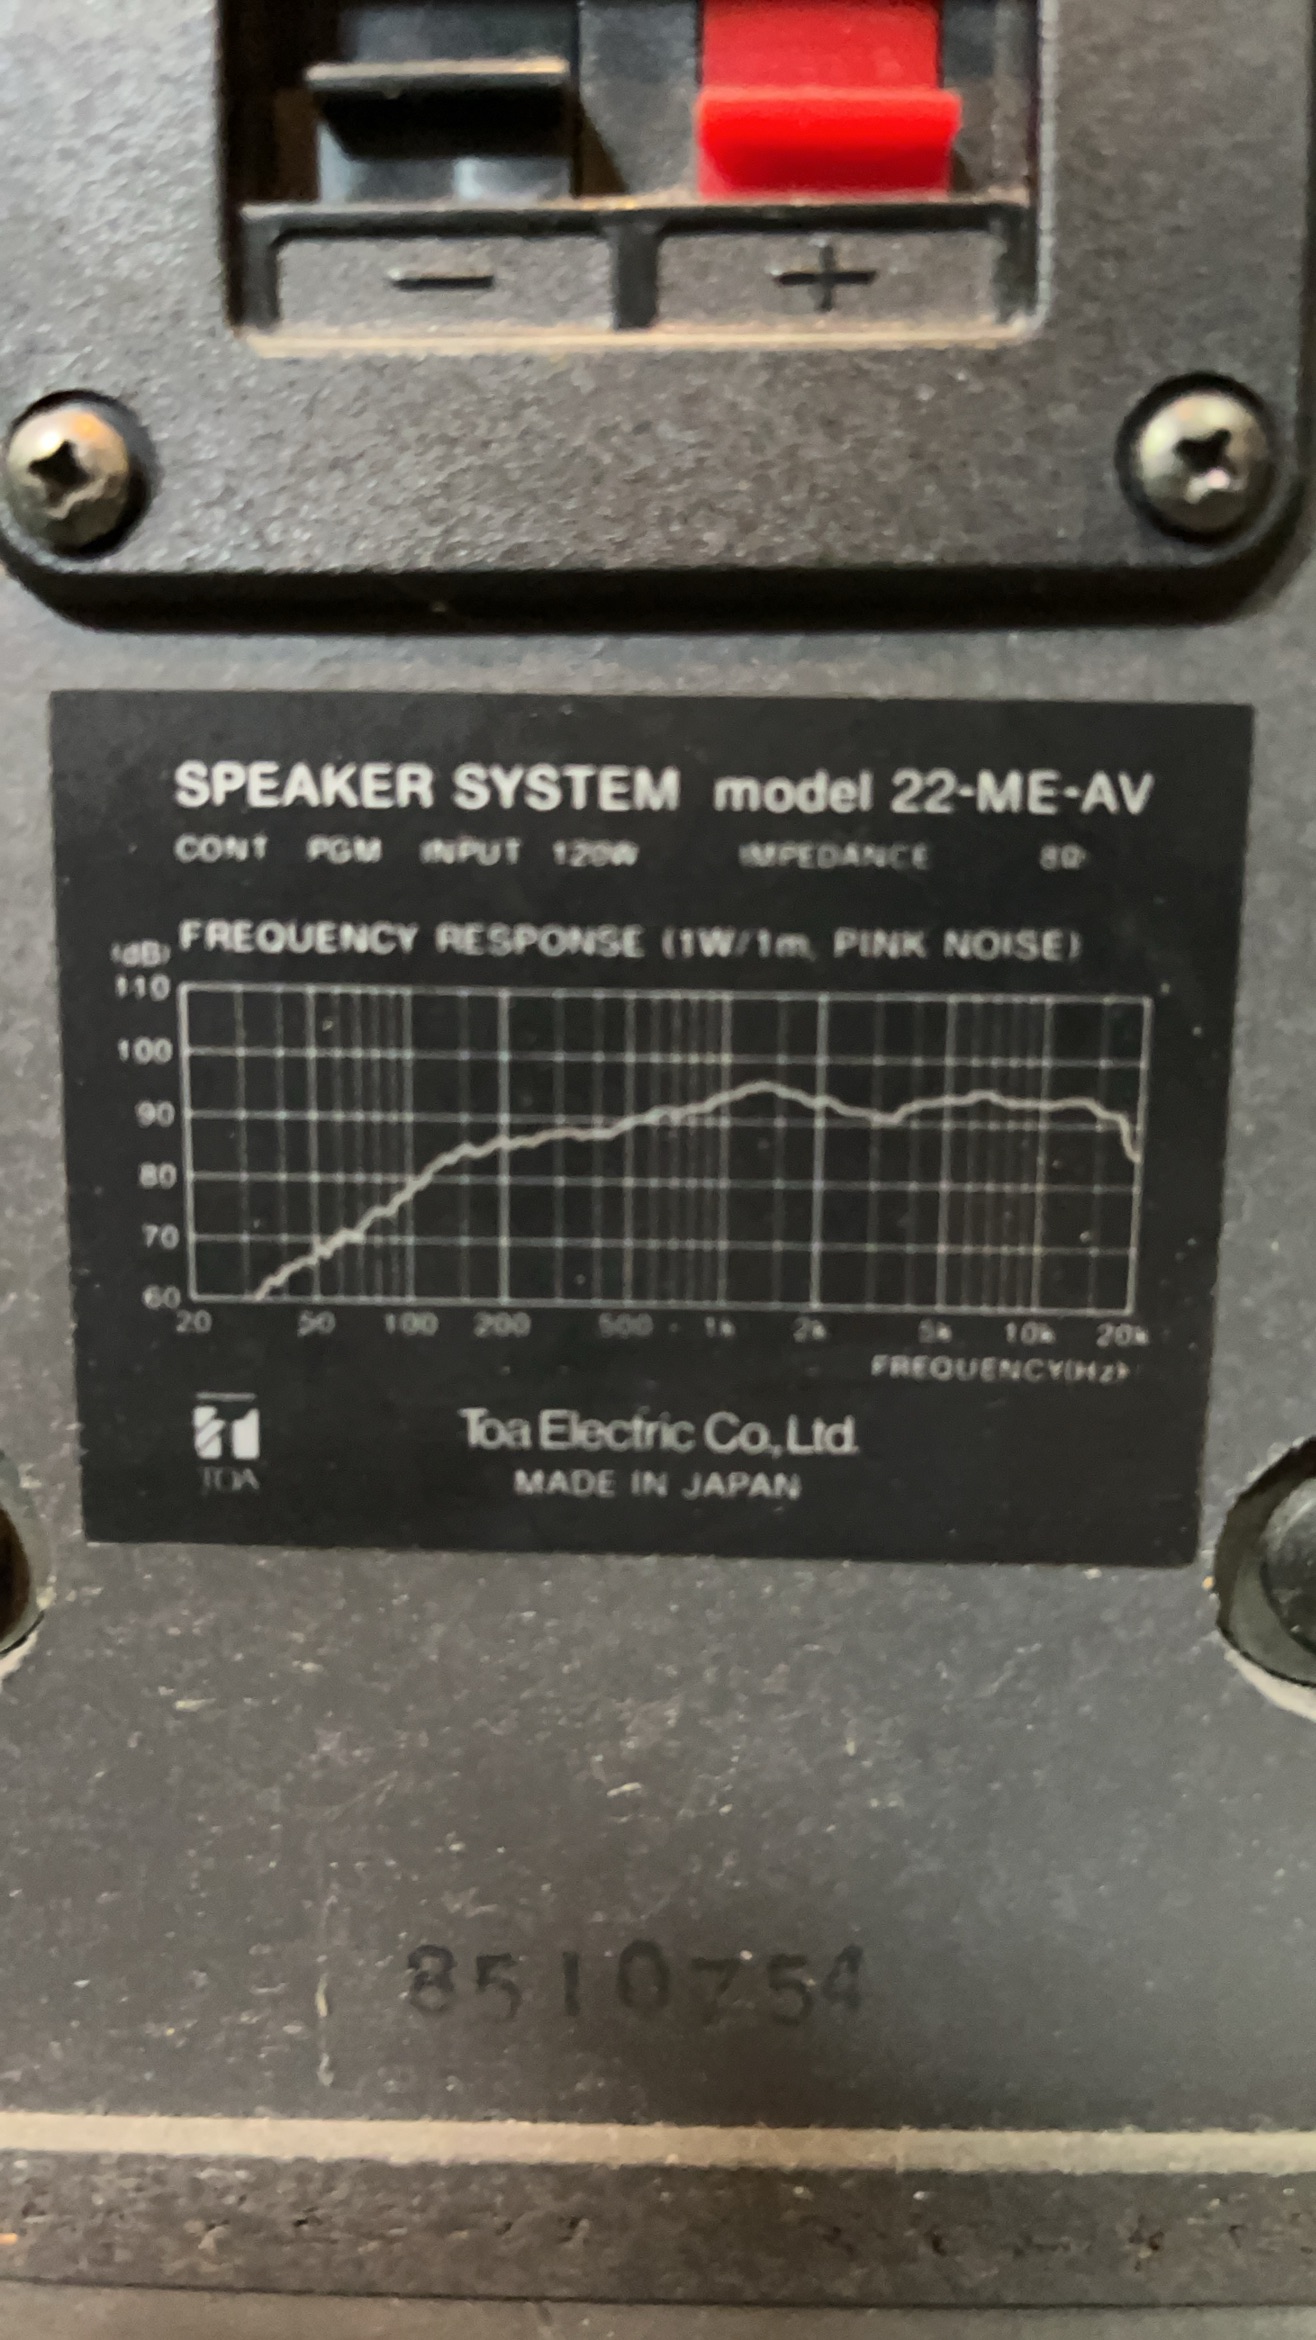 − +
SPEAKER SYSTEM model 22-ME-AV
CONT PGM INPUT 120W IMPEDANCE 8Ω
(dB) FREQUENCY RESPONSE (1W/1m, PINK NOISE)
110
100
90
80
70
60
20 50 100 200 500 1k 2k 5k 10k 20k
FREQUENCY(Hz)
Toa Electric Co., Ltd.
TOA MADE IN JAPAN
8510754